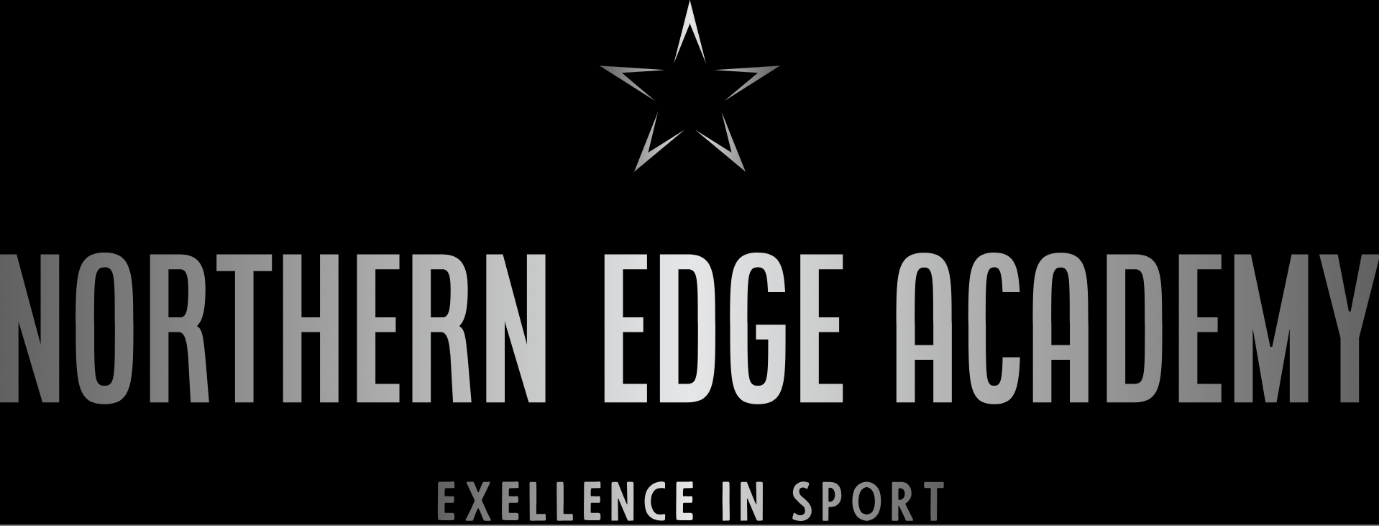 NORTHERN EDGE ACADEMY
EXELLENCE IN SPORT